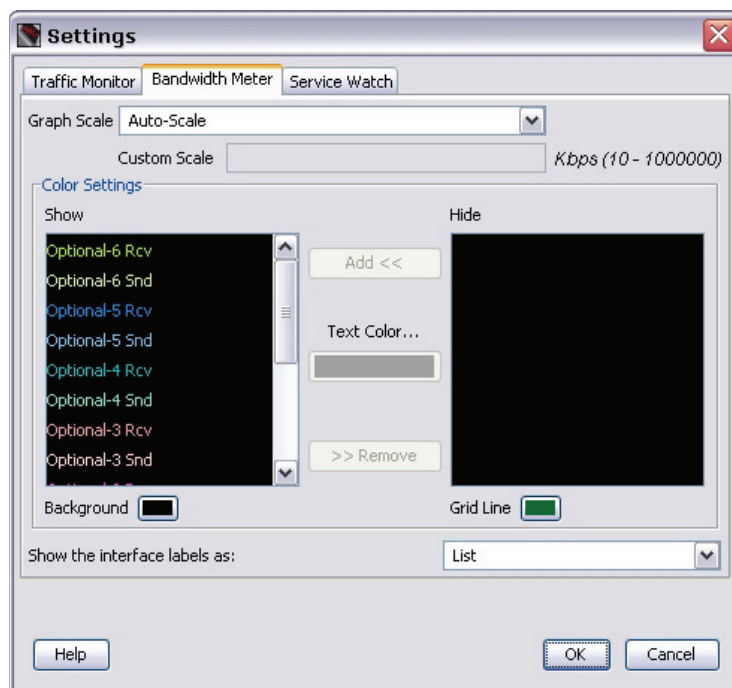 Settings
Traffic Monitor Bandwidth Meter Service Watch
Graph Scale Auto-Scale
Custom Scale Kbps (10 - 1000000)
Color Settings
Show Hide
Optional-6 Rcv
Add <<
Optional-6 Snd
Optional-5 Rcv
Text Color...
Optional-5 Snd
Optional-4 Rcv
Optional-4 Snd
Optional-3 Rcv
>> Remove
Optional-3 Snd
Background Grid Line
Show the interface labels as: List
Help OK Cancel